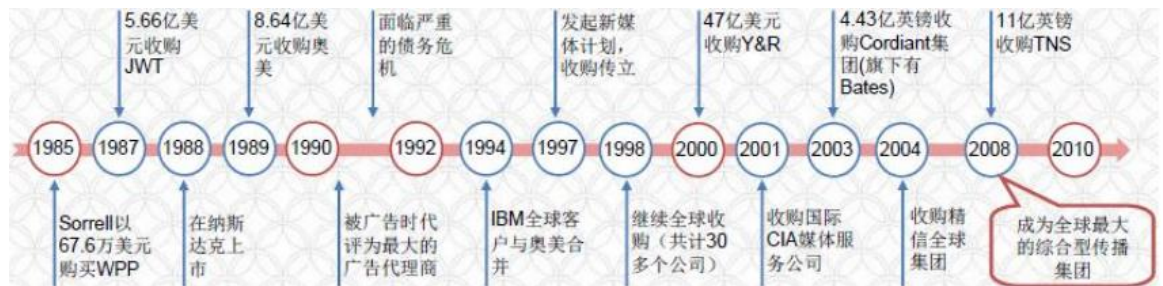 5.66亿美
元收购
JWT
8.64亿美
元收购奥
美
面临严重
的债务危
机
发起新媒
体计划，
收购传立
47亿美元
收购Y&R
4.43亿英镑收
购Cordiant集
团(旗下有
Bates)
11亿英镑
收购TNS
1985
1987
1988
1989
1990
1992
1994
1997
1998
2000
2001
2003
2004
2008
2010
Sorrell以
67.6万美元
购买WPP
在纳斯
达克上
市
被广告时代
评为最大的
广告代理商
IBM全球客
户与奥美合
并
继续全球收
购（共计30
多个公司）
收购国际
CIA媒体服
务公司
收购精
信全球
集团
成为全球最大
的综合型传播
集团